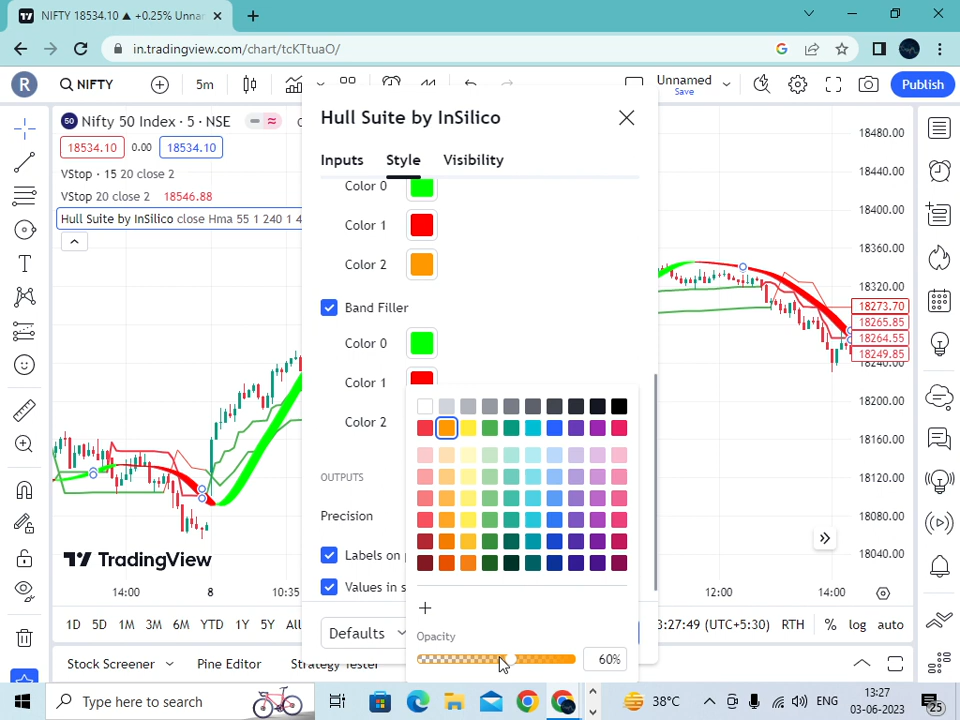 NIFTY 18534.10 ▲ +0.25% Unnar
in.tradingview.com/chart/tcKTtuaO/
R
NIFTY
5m
Unnamed
Save
Publish
50 Nifty 50 Index · 5 · NSE
18534.10 0.00 18534.10
VStop · 15 20 close 2
VStop 20 close 2 18546.88
Hull Suite by InSilico close Hma 55 1 240 1 4
Hull Suite by InSilico
Inputs Style Visibility
Color 0
Color 1
Color 2
Band Filler
Color 0
Color 1
Color 2
OUTPUTS
Precision
Labels on
Values in s
Defaults
Opacity
60%
18480.00
18440.00
18400.00
18360.00
18320.00
18273.70
18265.85
18264.55
18249.85
18200.00
18160.00
18120.00
18080.00
18040.00
TradingView
14:00 8 10:35 12:00 14:00
1D 5D 1M 3M 6M YTD 1Y 5Y All
3:27:49 (UTC+5:30) RTH % log auto
Stock Screener Pine Editor Strategy Tester
Type here to search
38°C
ENG
13:27
03-06-2023
25